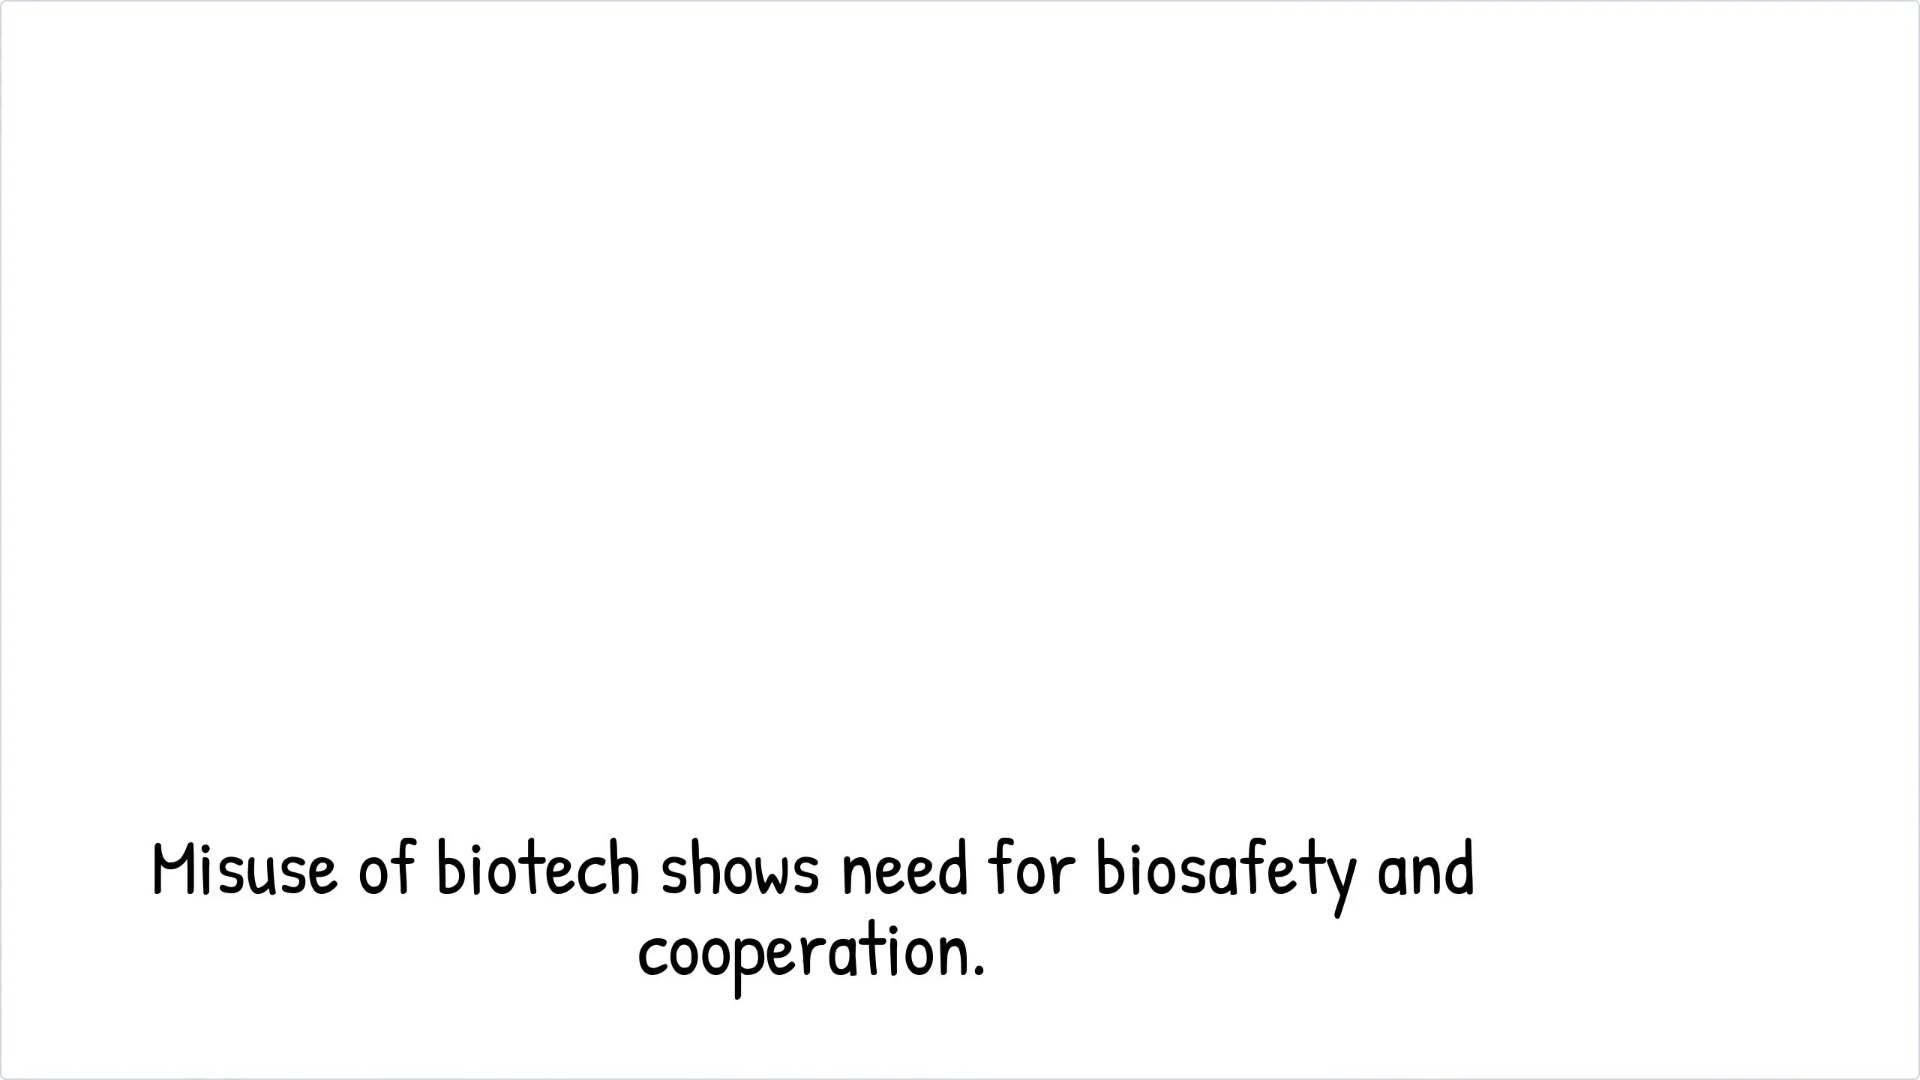 Misuse of biotech shows need for biosafety and
cooperation.